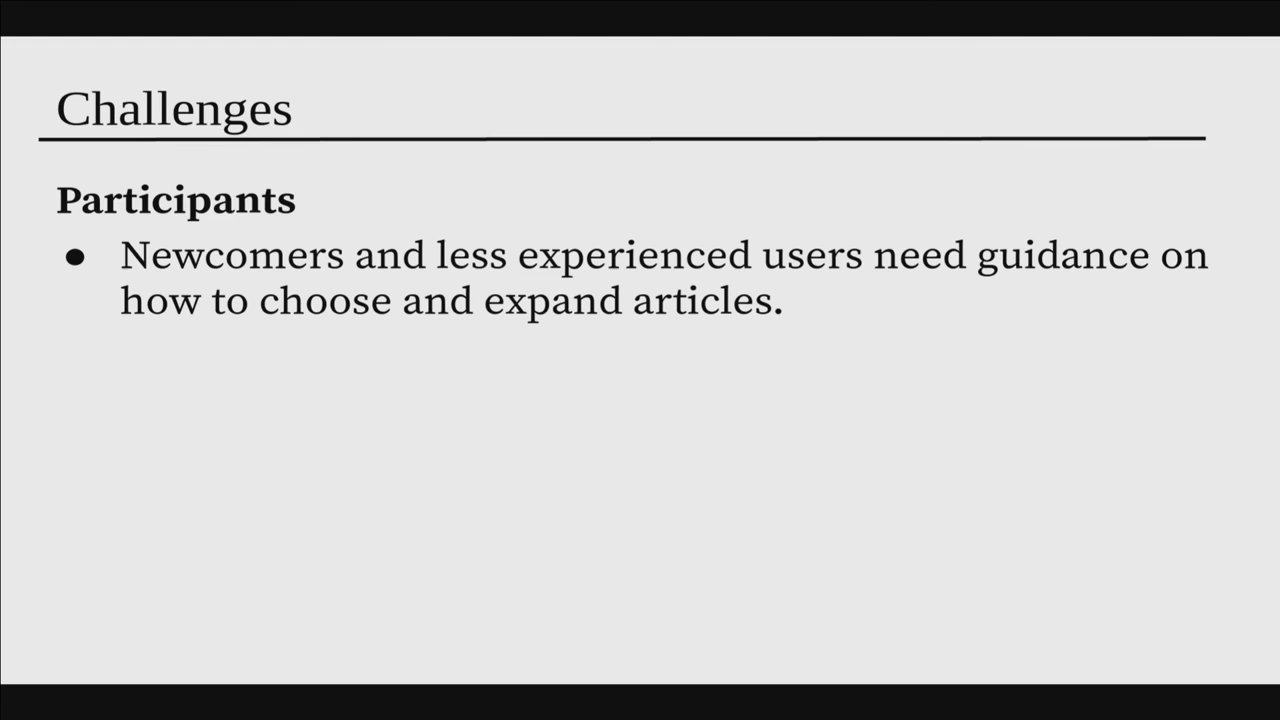 Challenges
Participants
● Newcomers and less experienced users need guidance on
how to choose and expand articles.